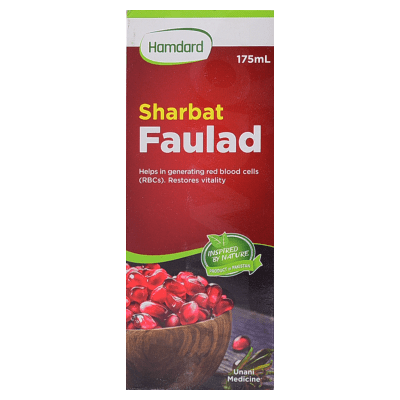 Hamdard
175mL
Sharbat
Faulad
Helps in generating red blood cells
(RBCs). Restores vitality
INSPIRED
BY NATURE
Unani
Medicine